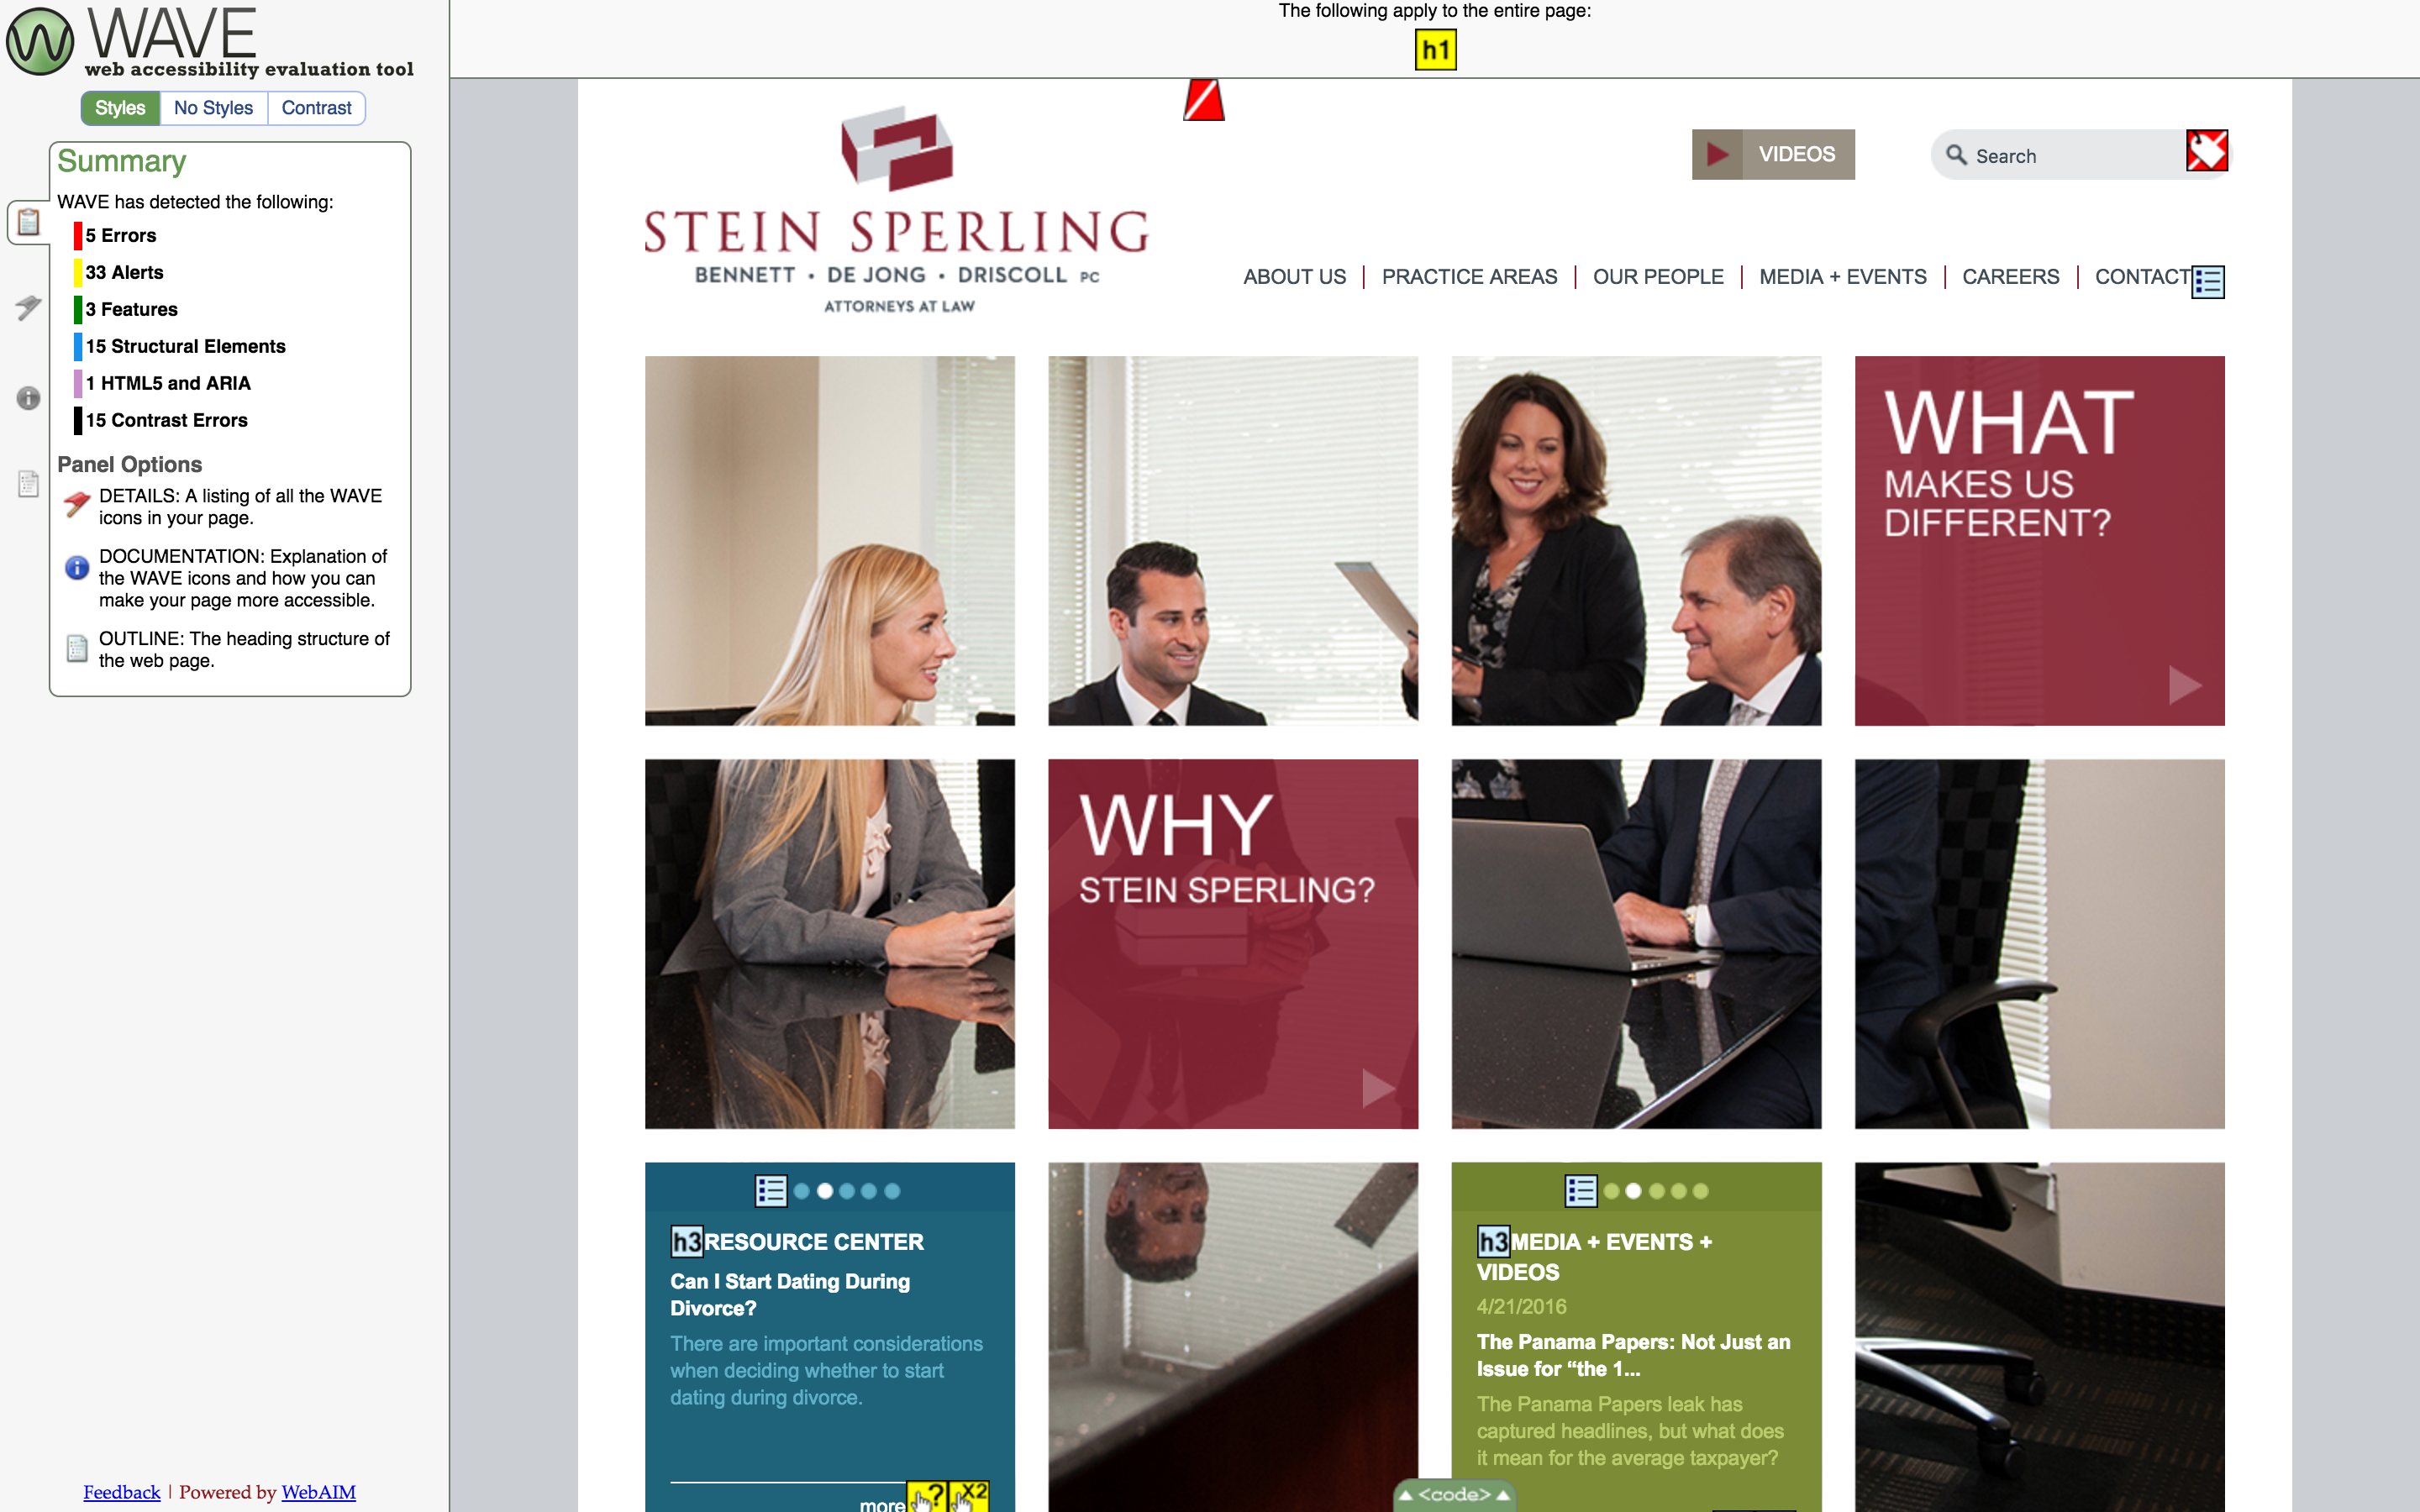 WAVE
web accessibility evaluation tool
Styles
No Styles
Contrast
Summary
WAVE has detected the following:
5 Errors
33 Alerts
3 Features
15 Structural Elements
1 HTML5 and ARIA
15 Contrast Errors
Panel Options
DETAILS: A listing of all the WAVE
icons in your page.
DOCUMENTATION: Explanation of
the WAVE icons and how you can
make your page more accessible.
OUTLINE: The heading structure of
the web page.
Feedback | Powered by WebAIM
The following apply to the entire page:
h1
STEIN SPERLING
BENNETT • DE JONG • DRISCOLL PC
ATTORNEYS AT LAW
VIDEOS
Search
ABOUT US | PRACTICE AREAS | OUR PEOPLE | MEDIA + EVENTS | CAREERS | CONTACT
WHAT
MAKES US
DIFFERENT?
WHY
STEIN SPERLING?
h3 RESOURCE CENTER
Can I Start Dating During
Divorce?
There are important considerations
when deciding whether to start
dating during divorce.
more
?
X2
h3 MEDIA + EVENTS +
VIDEOS
4/21/2016
The Panama Papers: Not Just an
Issue for “the 1...
The Panama Papers leak has
captured headlines, but what does
it mean for the average taxpayer?
<code>